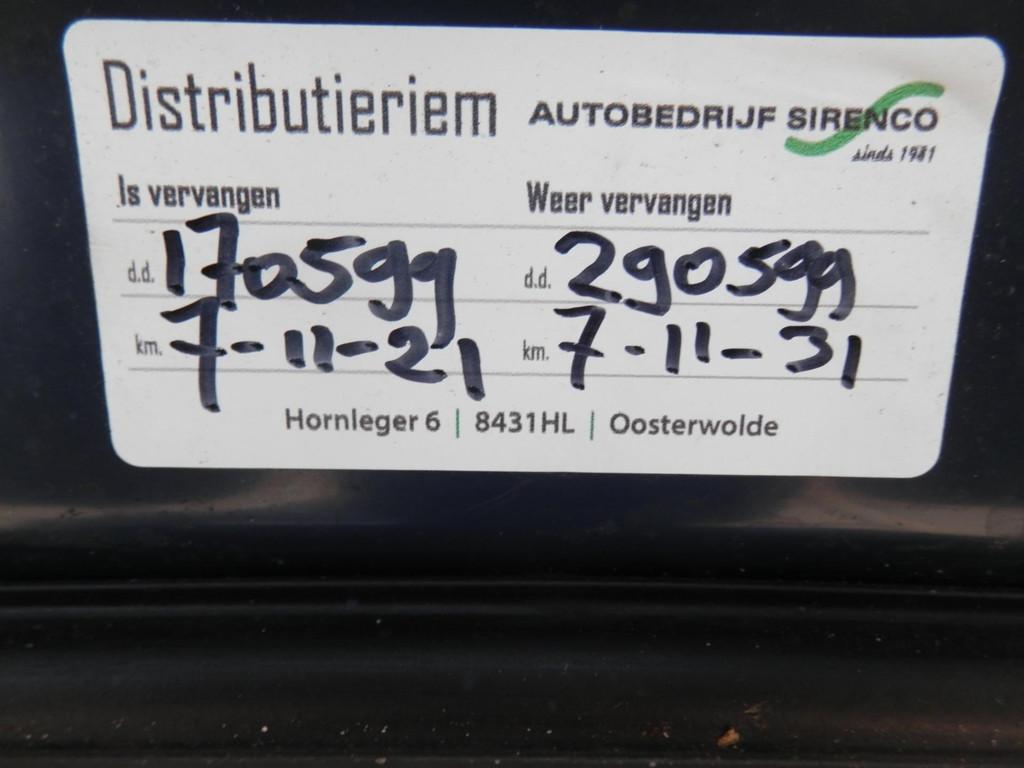 Distributieriem
AUTOBEDRIJF SIRENCO
sinds 1981
Is vervangen
Weer vervangen
d.d. 170599
d.d. 290599
km. 7-11-21
km. 7-11-31
Hornleger 6 | 8431HL | Oosterwolde